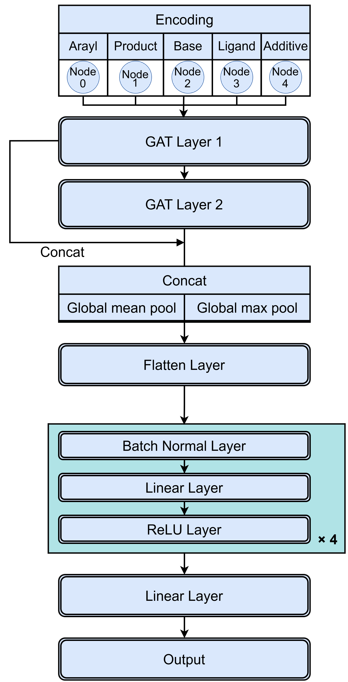 Encoding
Arayl Product Base Ligand Additive
Node Node Node Node Node
0 1 2 3 4
GAT Layer 1
GAT Layer 2
Concat
Concat
Global mean pool Global max pool
Flatten Layer
Batch Normal Layer
Linear Layer
ReLU Layer
× 4
Linear Layer
Output